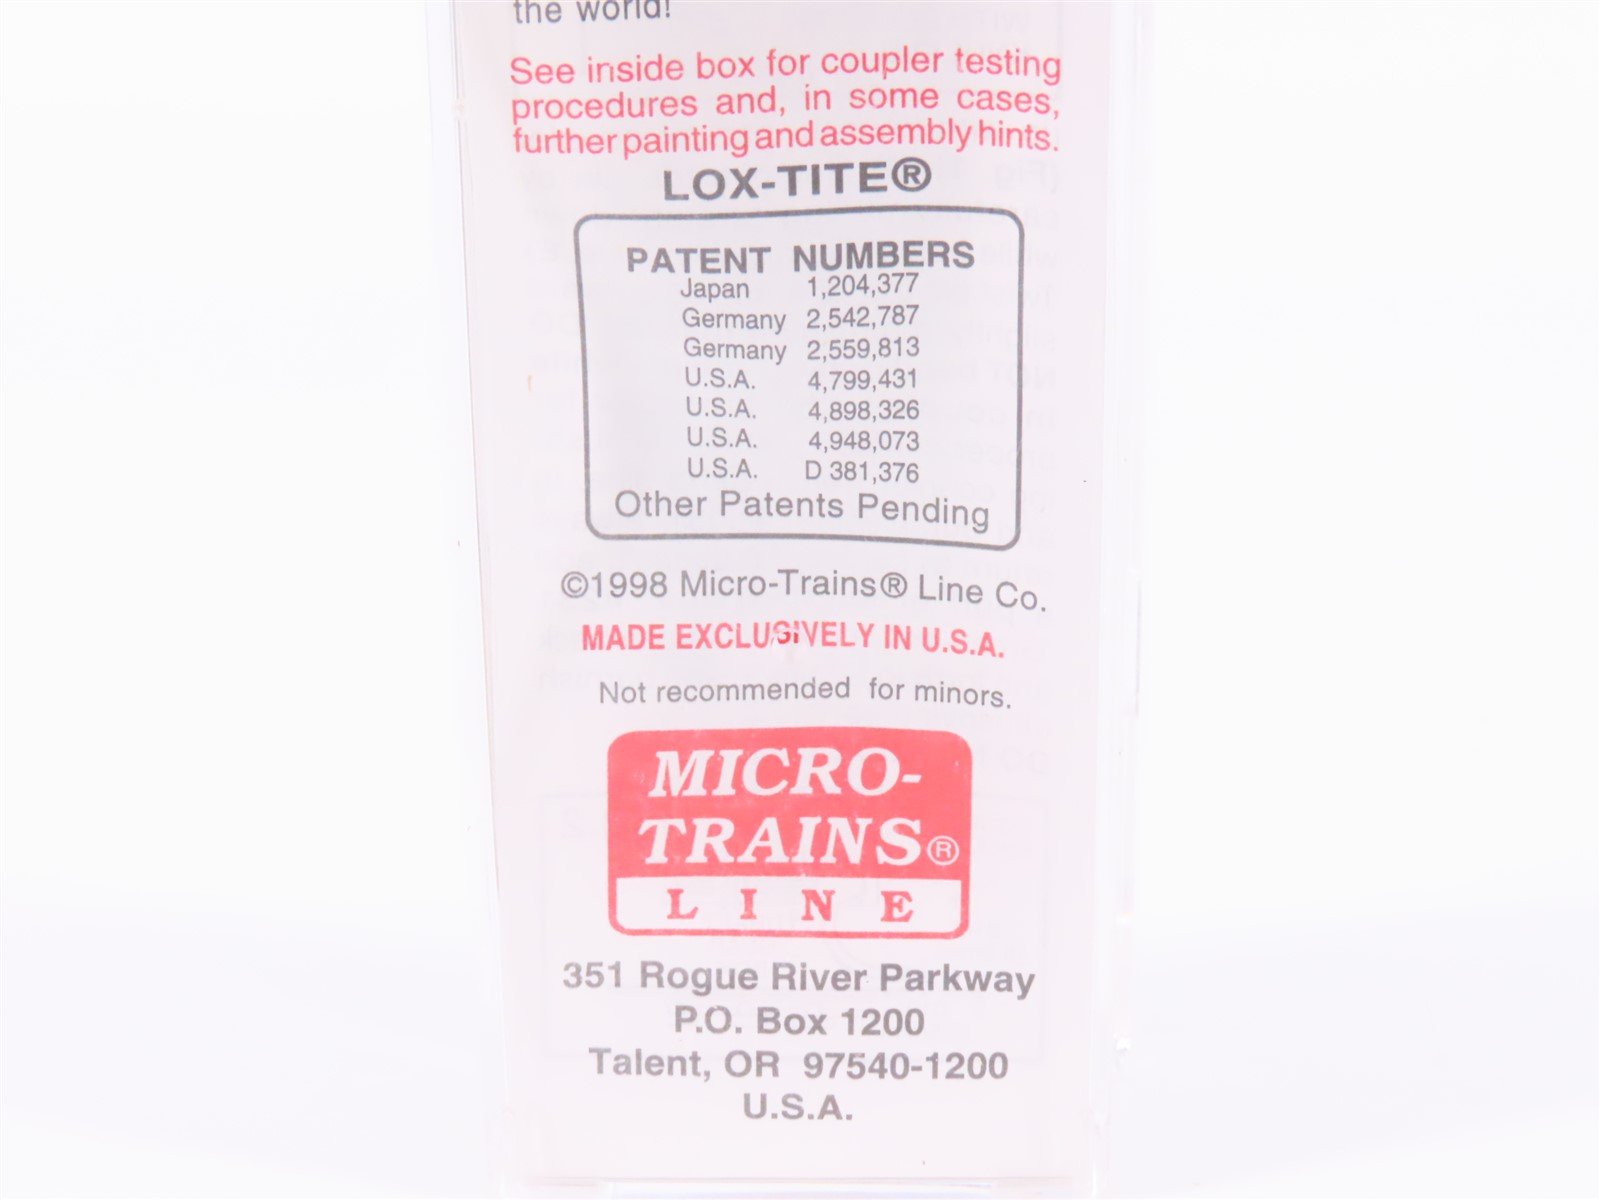 the world!
See inside box for coupler testing
procedures and, in some cases,
further painting and assembly hints.
LOX-TITE®
PATENT NUMBERS
Japan 1,204,377
Germany 2,542,787
Germany 2,559,813
U.S.A. 4,799,431
U.S.A. 4,898,326
U.S.A. 4,948,073
U.S.A. D 381,376
Other Patents Pending
©1998 Micro-Trains® Line Co.
MADE EXCLUSIVELY IN U.S.A.
Not recommended for minors.
MICRO-
TRAINS®
LINE
351 Rogue River Parkway
P.O. Box 1200
Talent, OR 97540-1200
U.S.A.